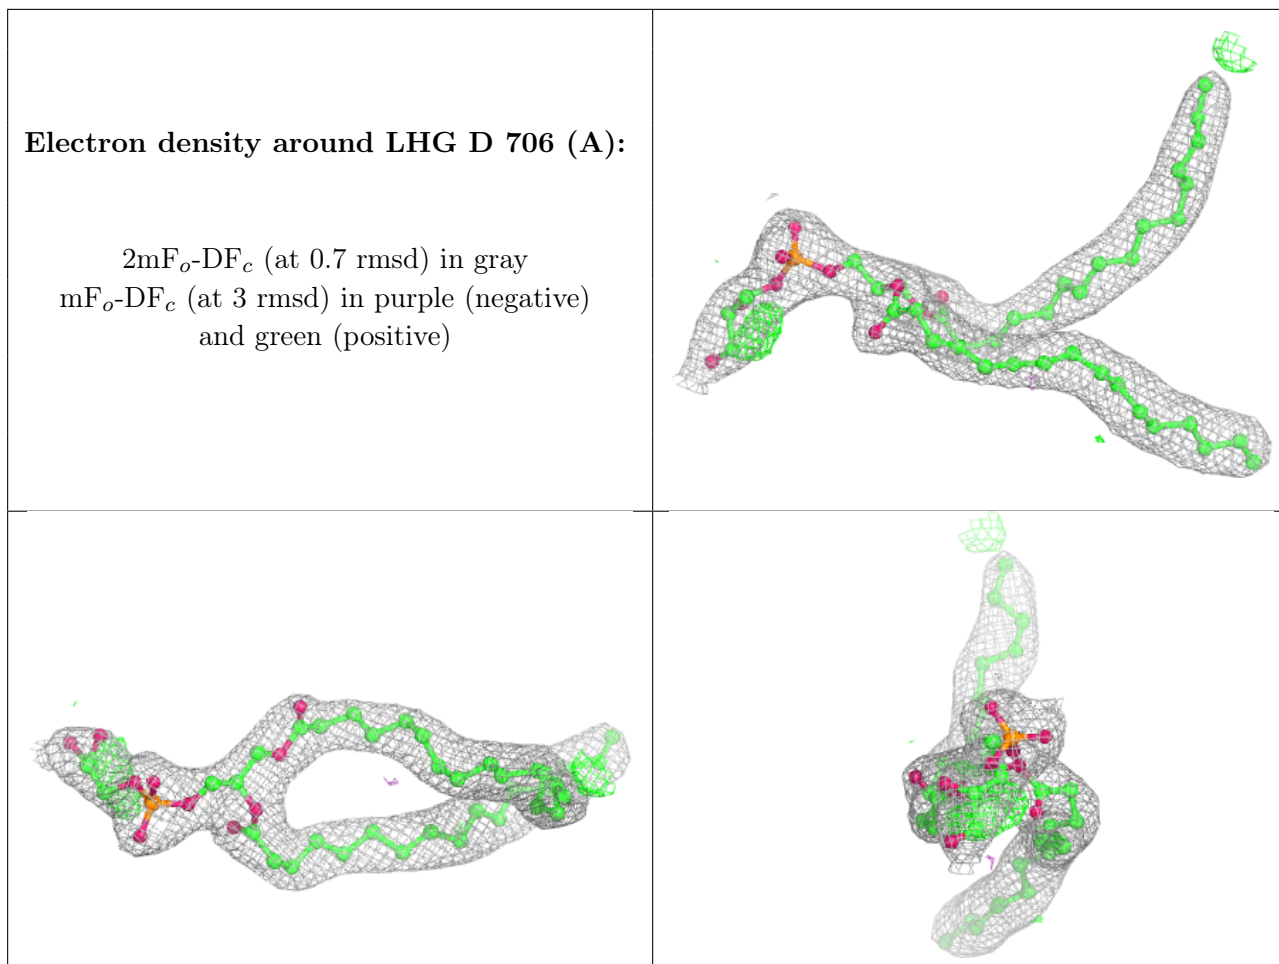 Electron density around LHG D 706 (A):
2mFo-DFc (at 0.7 rmsd) in gray
mFo-DFc (at 3 rmsd) in purple (negative)
and green (positive)